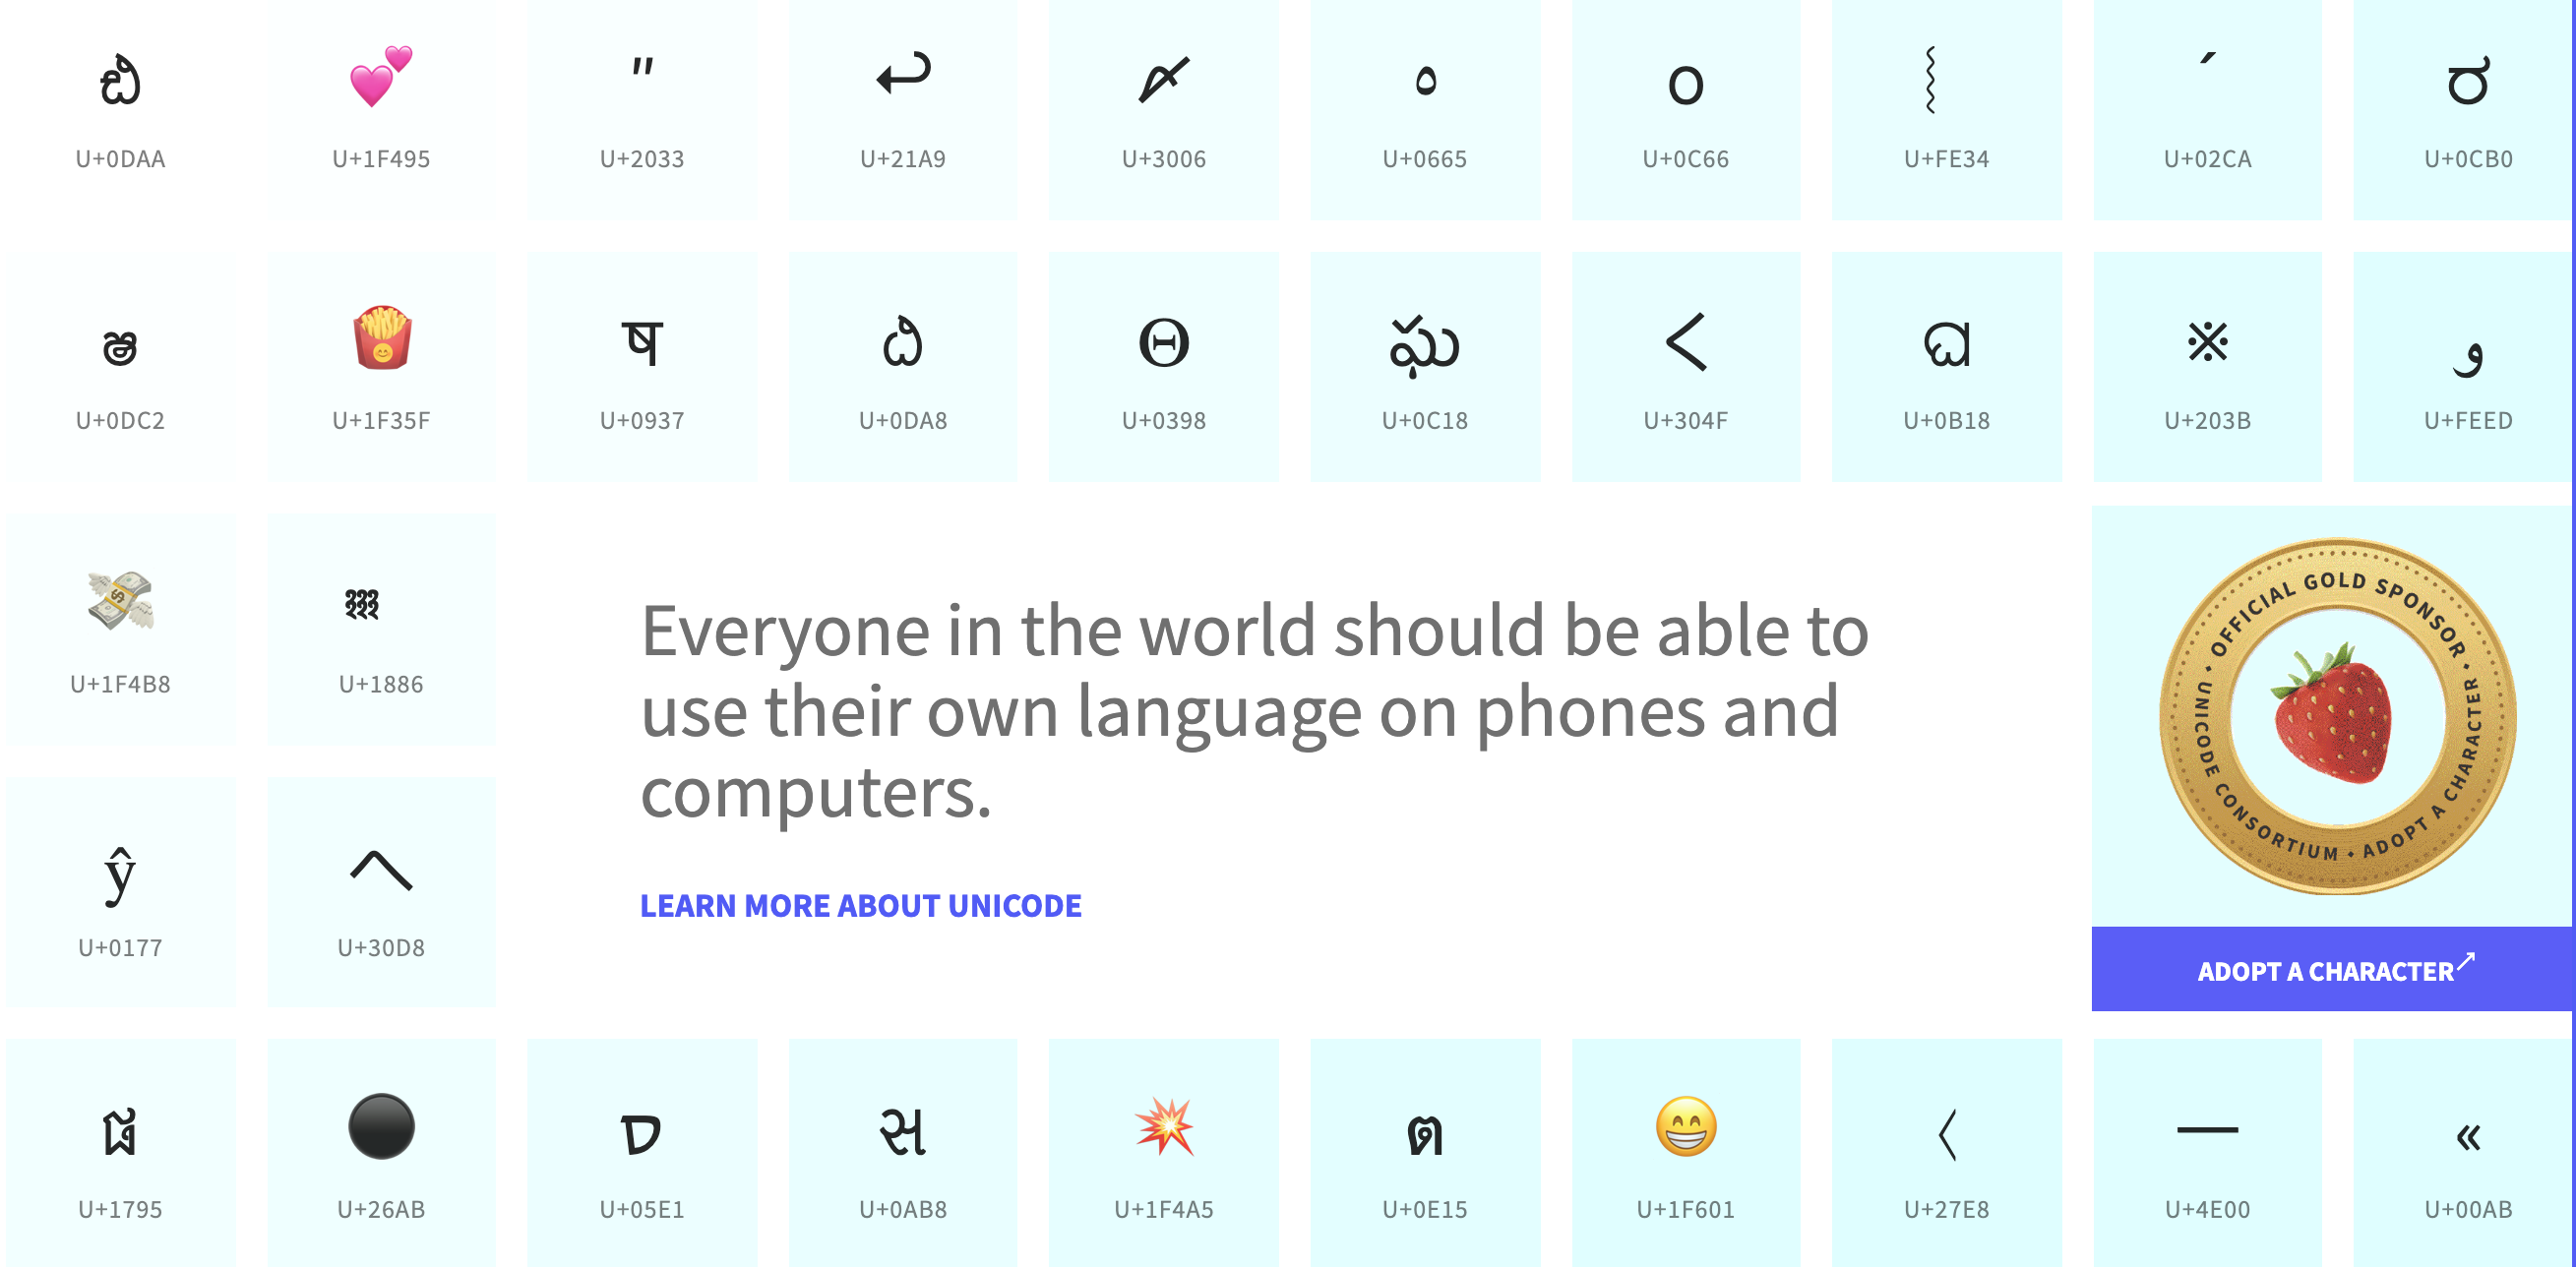 ඪ 💕 ″ ↩ 〆 ٥ ౦ ︴ ˊ ರ
U+0DAA U+1F495 U+2033 U+21A9 U+3006 U+0665 U+0C66 U+FE34 U+02CA U+0CB0
ෂ 🍟 ष ඨ Θ ఘ く ଘ ※ ﻭ
U+0DC2 U+1F35F U+0937 U+0DA8 U+0398 U+0C18 U+304F U+0B18 U+203B U+FEED
💸 ᢆ
U+1F4B8 U+1886
Everyone in the world should be able to
use their own language on phones and
computers.
LEARN MORE ABOUT UNICODE
OFFICIAL GOLD SPONSOR • ADOPT A CHARACTER • UNICODE CONSORTIUM •
ŷ ヘ
U+0177 U+30D8
ADOPT A CHARACTER↗
ផ ⚫ ס સ 💥 ต 😁 ⟨ 一 «
U+1795 U+26AB U+05E1 U+0AB8 U+1F4A5 U+0E15 U+1F601 U+27E8 U+4E00 U+00AB